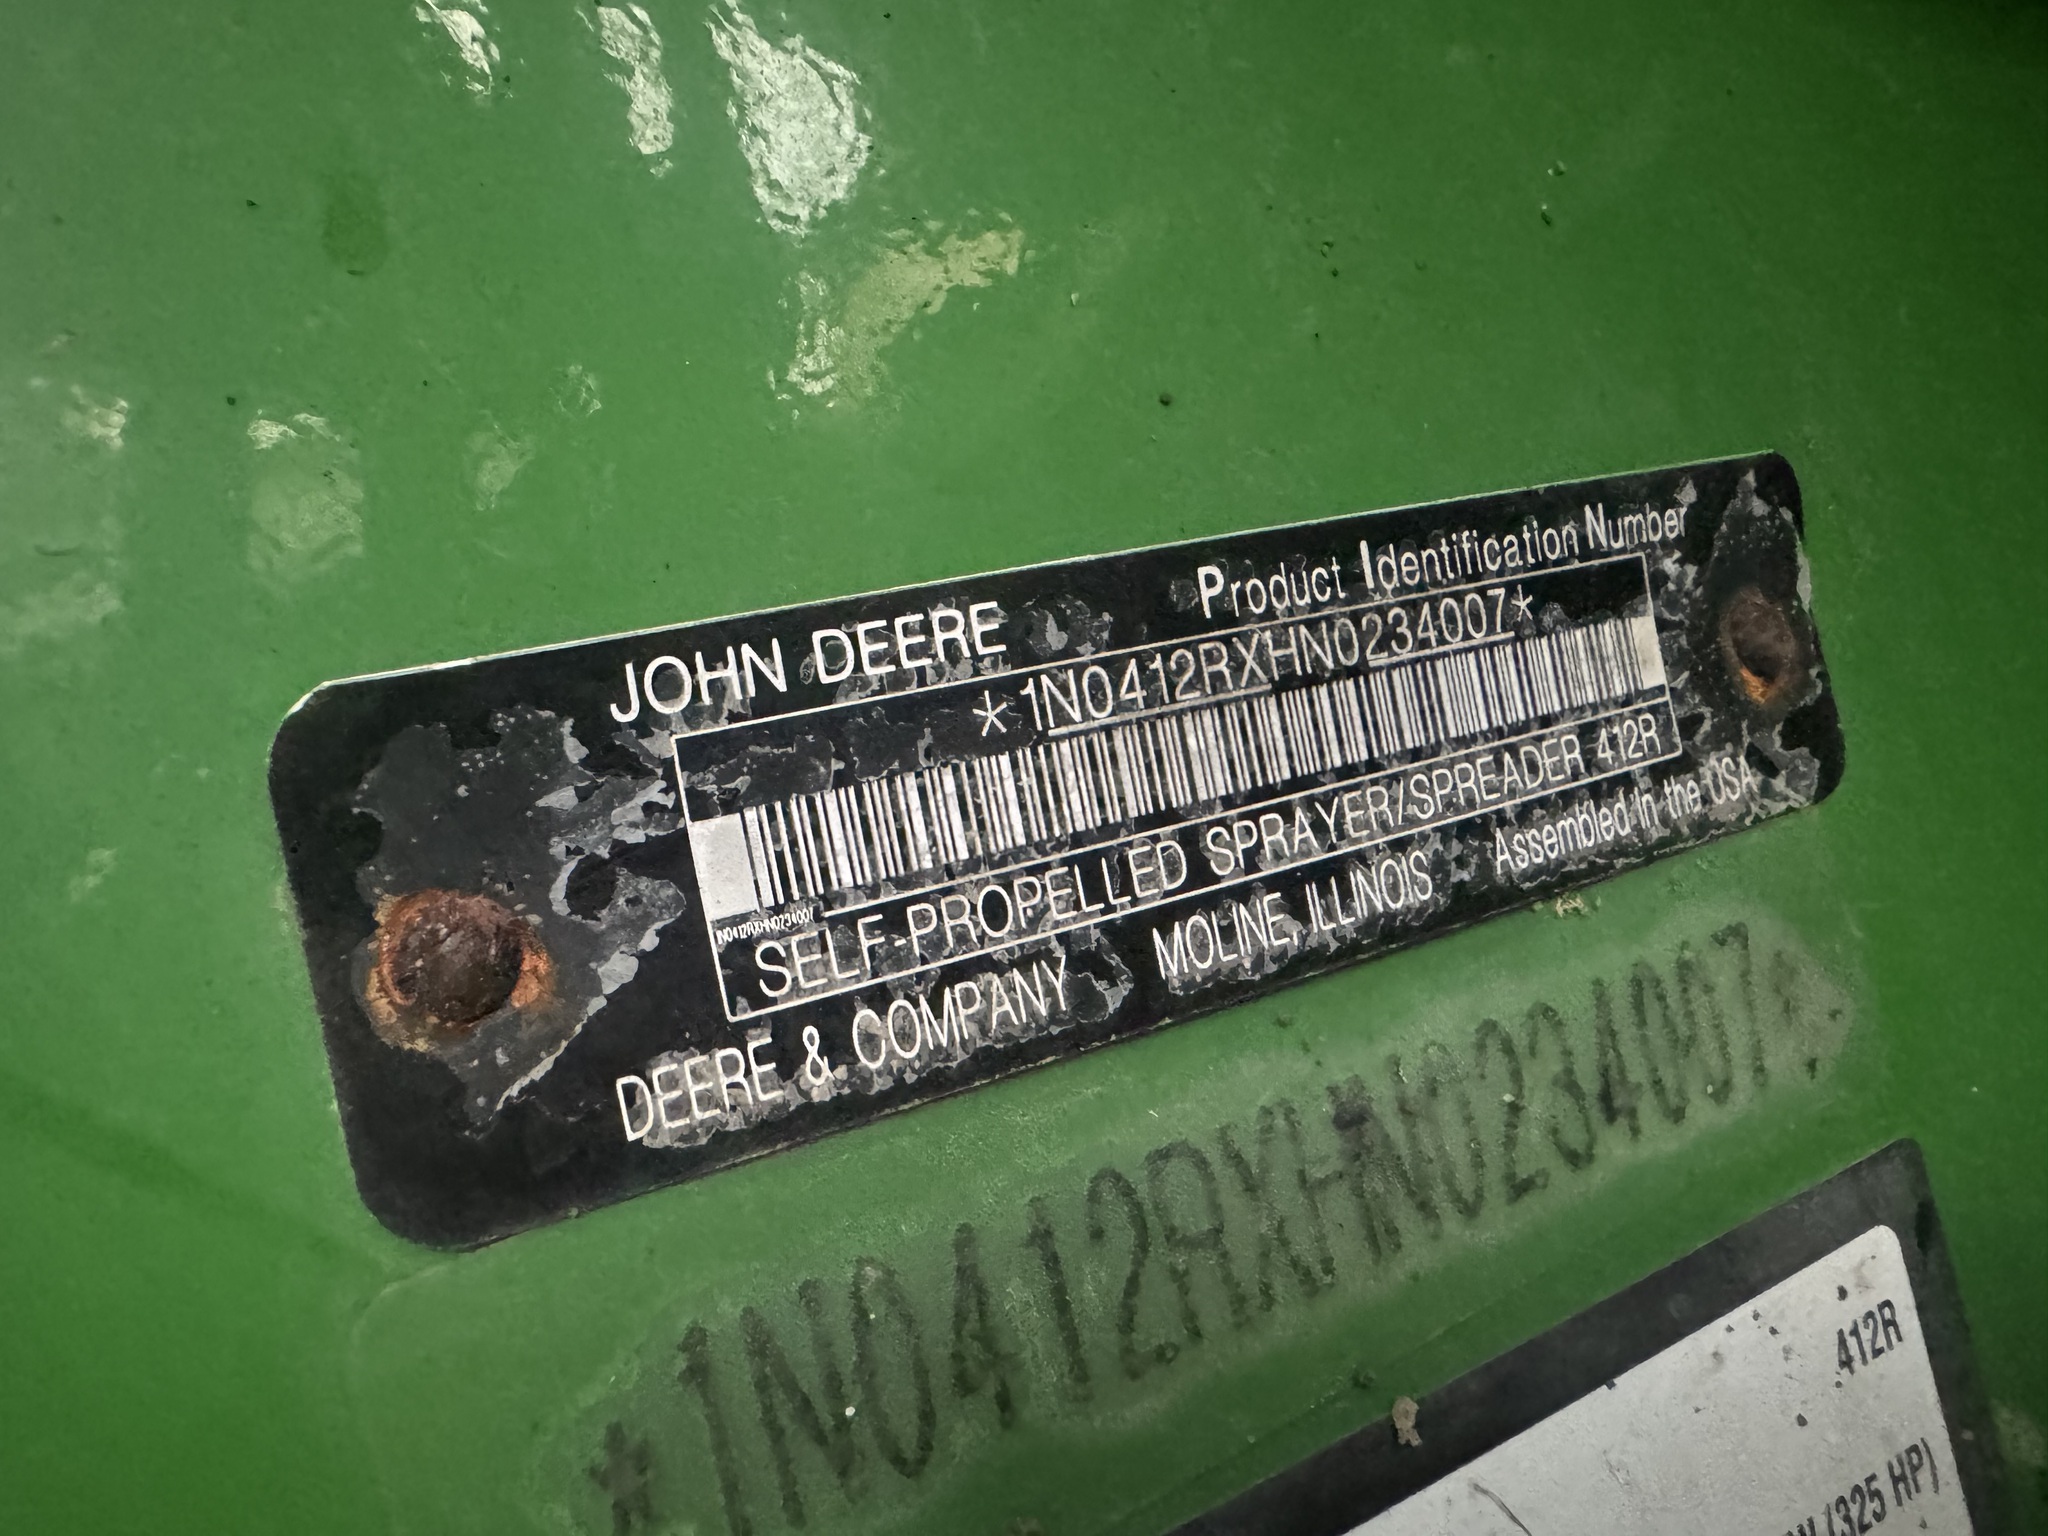 JOHN DEERE Product Identification Number
*1N0412RXHN0234007*
1N0412RXHN0234007
SELF-PROPELLED SPRAYER/SPREADER 412R
DEERE & COMPANY MOLINE, ILLINOIS Assembled in the USA
*1N0412RXHN0234007*
412R
(325 HP)